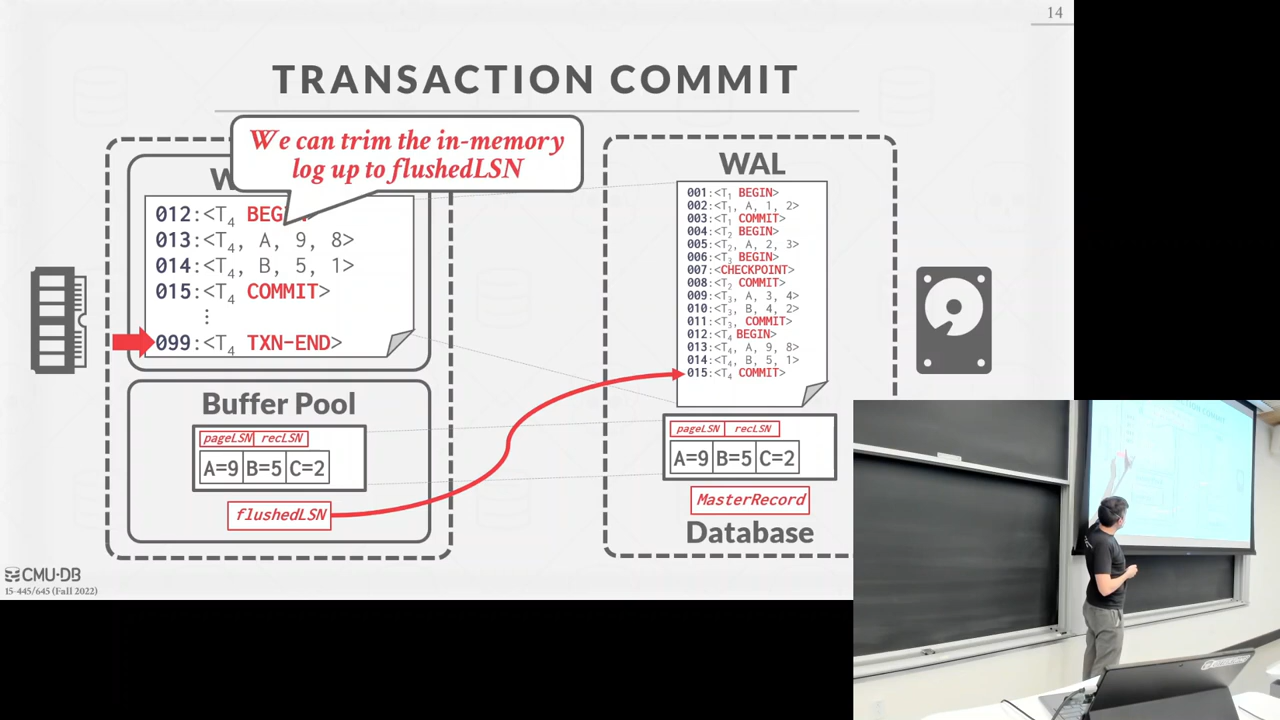 14
TRANSACTION COMMIT
We can trim the in-memory
log up to flushedLSN
012:<T4 BEGIN>
013:<T4, A, 9, 8>
014:<T4, B, 5, 1>
015:<T4 COMMIT>
⋮
099:<T4 TXN-END>
Buffer Pool
pageLSN recLSN
A=9 B=5 C=2
flushedLSN
WAL
001:<T1 BEGIN>
002:<T1, A, 1, 2>
003:<T1 COMMIT>
004:<T2 BEGIN>
005:<T2, A, 2, 3>
006:<T3 BEGIN>
007:<CHECKPOINT>
008:<T2 COMMIT>
009:<T3, A, 3, 4>
010:<T3, B, 4, 2>
011:<T3, COMMIT>
012:<T4 BEGIN>
013:<T4, A, 9, 8>
014:<T4, B, 5, 1>
015:<T4 COMMIT>
pageLSN recLSN
A=9 B=5 C=2
MasterRecord
Database
CMU·DB
15-445/645 (Fall 2022)